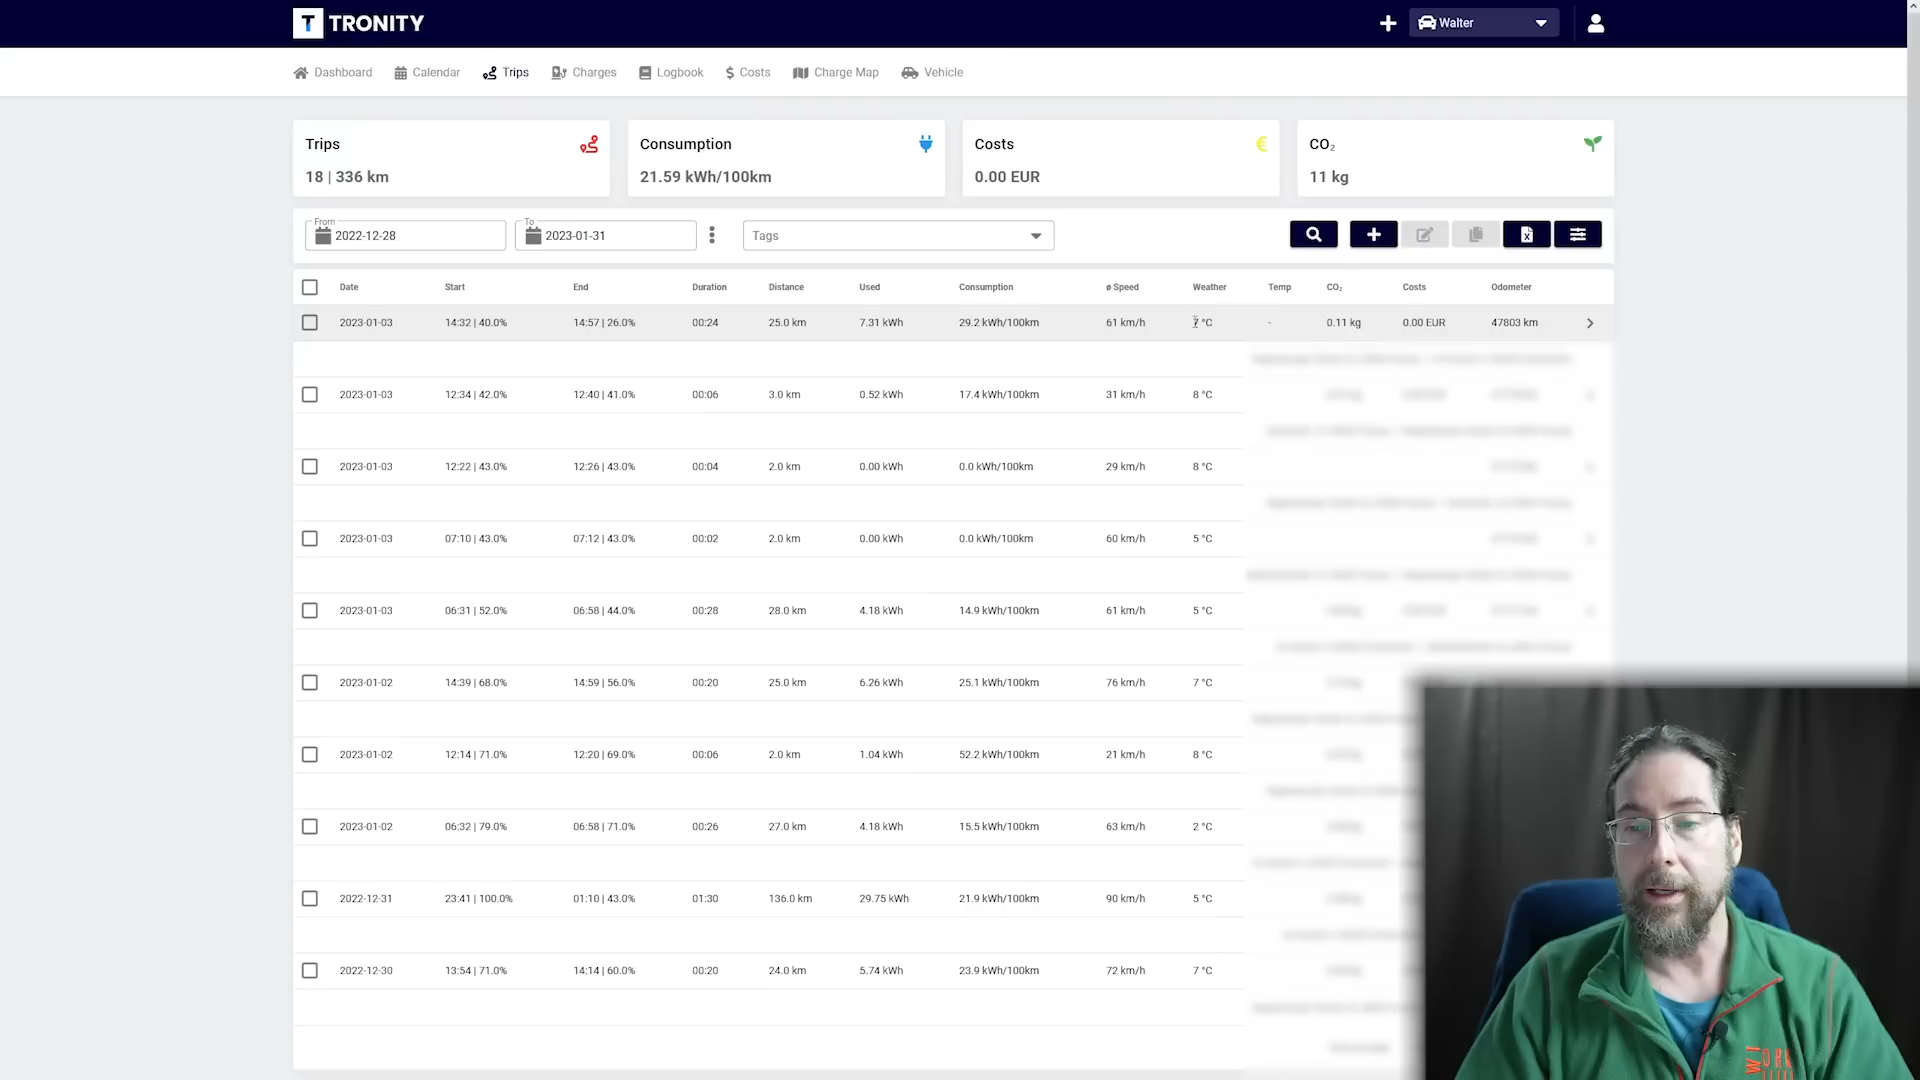 T TRONITY
Walter
Dashboard Calendar Trips Charges Logbook $ Costs Charge Map Vehicle
Trips
18 | 336 km
Consumption
21.59 kWh/100km
Costs €
0.00 EUR
CO₂
11 kg
From
2022-12-28
To
2023-01-31
Tags
Date Start End Duration Distance Used Consumption ø Speed Weather Temp CO₂ Costs Odometer
2023-01-03 14:32 | 40.0% 14:57 | 26.0% 00:24 25.0 km 7.31 kWh 29.2 kWh/100km 61 km/h 7 °C - 0.11 kg 0.00 EUR 47803 km
2023-01-03 12:34 | 42.0% 12:40 | 41.0% 00:06 3.0 km 0.52 kWh 17.4 kWh/100km 31 km/h 8 °C
2023-01-03 12:22 | 43.0% 12:26 | 43.0% 00:04 2.0 km 0.00 kWh 0.0 kWh/100km 29 km/h 8 °C
2023-01-03 07:10 | 43.0% 07:12 | 43.0% 00:02 2.0 km 0.00 kWh 0.0 kWh/100km 60 km/h 5 °C
2023-01-03 06:31 | 52.0% 06:58 | 44.0% 00:28 28.0 km 4.18 kWh 14.9 kWh/100km 61 km/h 5 °C
2023-01-02 14:39 | 68.0% 14:59 | 56.0% 00:20 25.0 km 6.26 kWh 25.1 kWh/100km 76 km/h 7 °C
2023-01-02 12:14 | 71.0% 12:20 | 69.0% 00:06 2.0 km 1.04 kWh 52.2 kWh/100km 21 km/h 8 °C
2023-01-02 06:32 | 79.0% 06:58 | 71.0% 00:26 27.0 km 4.18 kWh 15.5 kWh/100km 63 km/h 2 °C
2022-12-31 23:41 | 100.0% 01:10 | 43.0% 01:30 136.0 km 29.75 kWh 21.9 kWh/100km 90 km/h 5 °C
2022-12-30 13:54 | 71.0% 14:14 | 60.0% 00:20 24.0 km 5.74 kWh 23.9 kWh/100km 72 km/h 7 °C